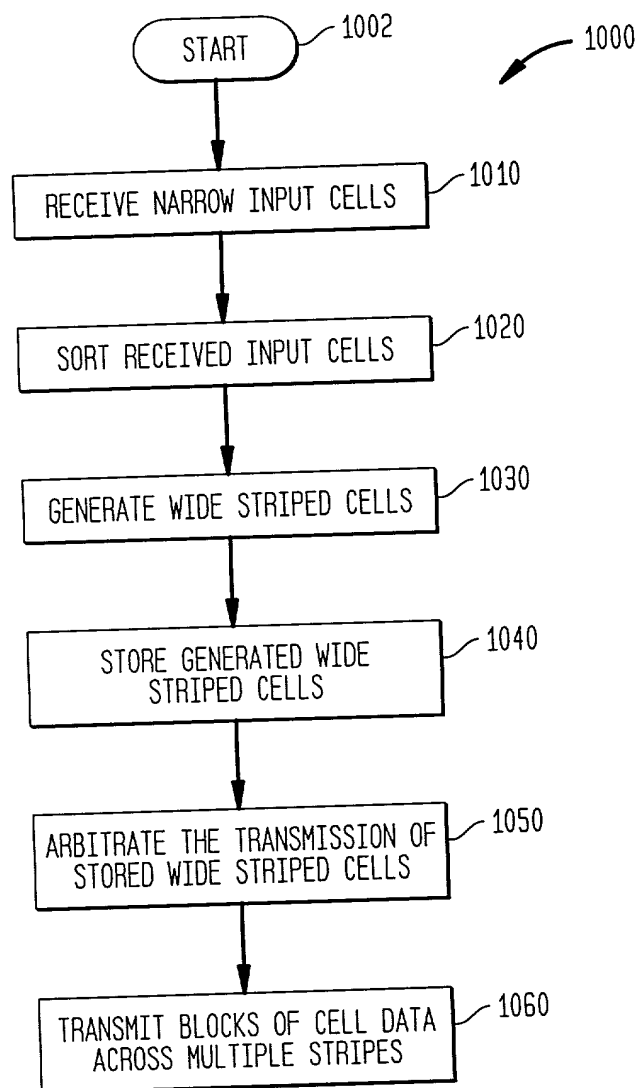 START
1002
1000
RECEIVE NARROW INPUT CELLS
1010
SORT RECEIVED INPUT CELLS
1020
GENERATE WIDE STRIPED CELLS
1030
STORE GENERATED WIDE
STRIPED CELLS
1040
ARBITRATE THE TRANSMISSION OF
STORED WIDE STRIPED CELLS
1050
TRANSMIT BLOCKS OF CELL DATA
ACROSS MULTIPLE STRIPES
1060